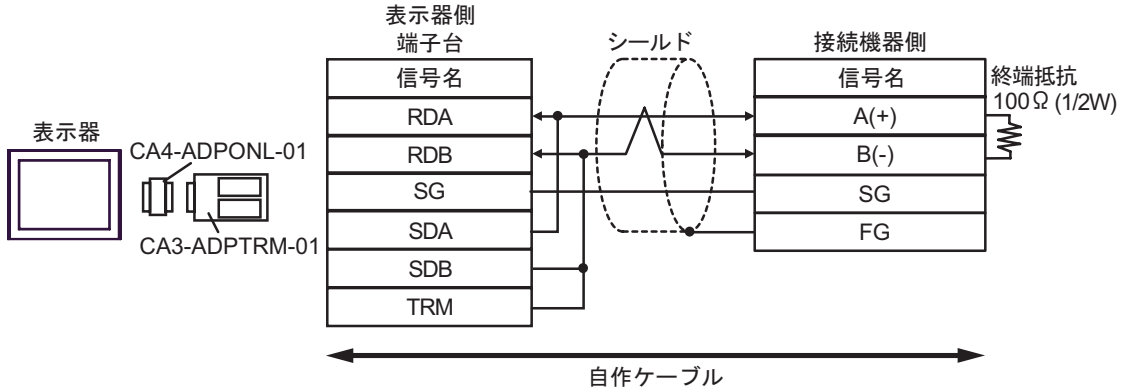 表示器
CA4-ADPONL-01
CA3-ADPTRM-01
表示器側
端子台
信号名
RDA
RDB
SG
SDA
SDB
TRM
シールド
接続機器側
信号名
A(+)
B(-)
SG
FG
終端抵抗
100Ω (1/2W)
自作ケーブル